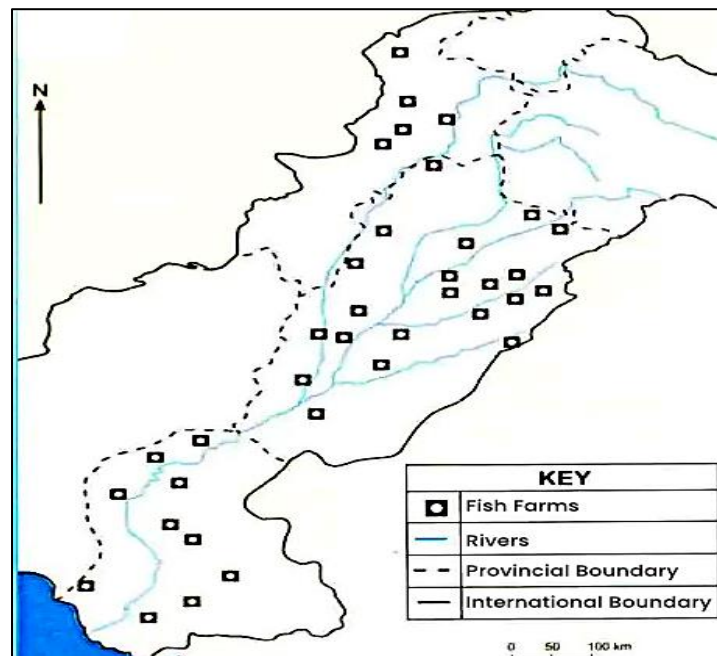 N
KEY
Fish Farms
Rivers
Provincial Boundary
International Boundary
0 50 100 km